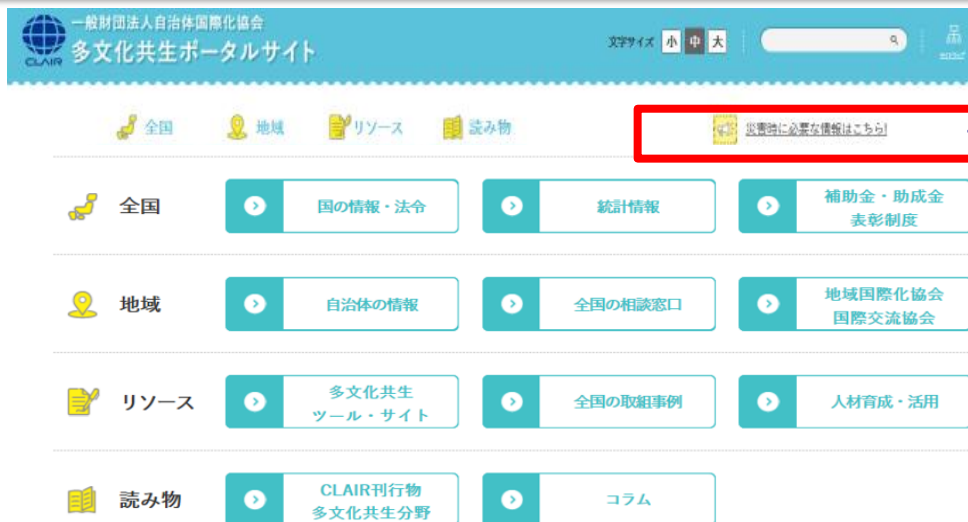 一般財団法人自治体国際化協会
CLAIR
多文化共生ポータルサイト
文字サイズ 小 中 大
全国 地域 リソース 読み物
災害時に必要な情報はこちら!
全国
国の情報・法令
統計情報
補助金・助成金
表彰制度
地域
自治体の情報
全国の相談窓口
地域国際化協会
国際交流協会
リソース
多文化共生
ツール・サイト
全国の取組事例
人材育成・活用
読み物
CLAIR刊行物
多文化共生分野
コラム